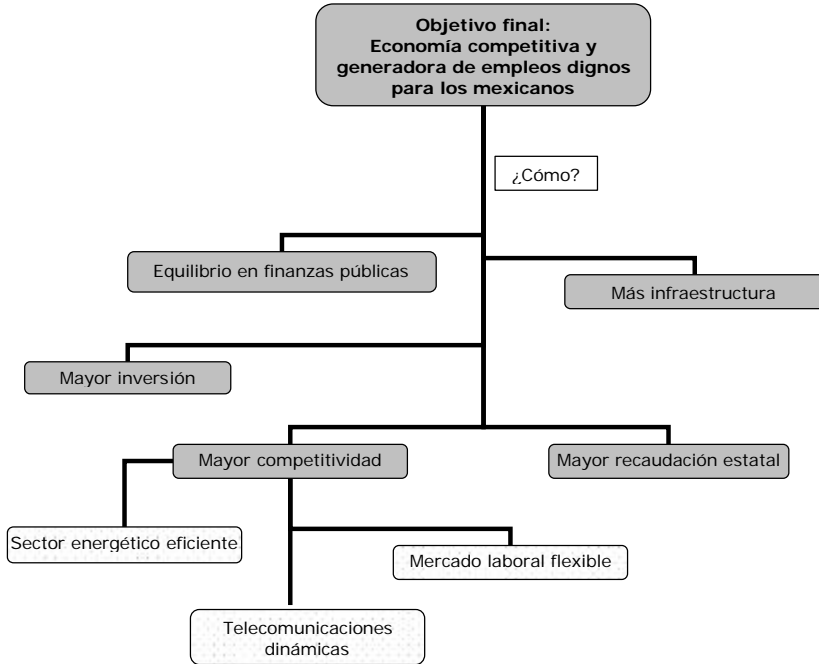 Objetivo final:
Economía competitiva y
generadora de empleos dignos
para los mexicanos
¿Cómo?
Equilibrio en finanzas públicas
Más infraestructura
Mayor inversión
Mayor competitividad
Mayor recaudación estatal
Sector energético eficiente
Mercado laboral flexible
Telecomunicaciones
dinámicas